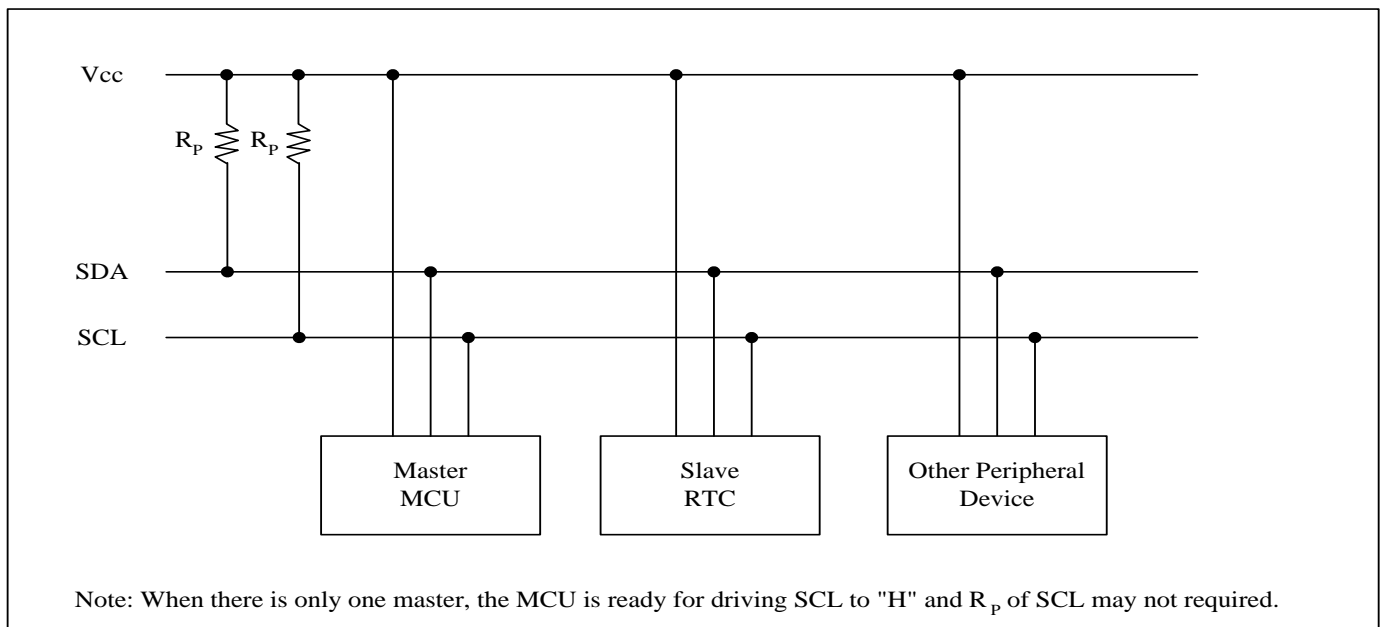 Vcc
R_P R_P
SDA
SCL
Master
MCU
Slave
RTC
Other Peripheral
Device
Note: When there is only one master, the MCU is ready for driving SCL to "H" and R_P of SCL may not required.